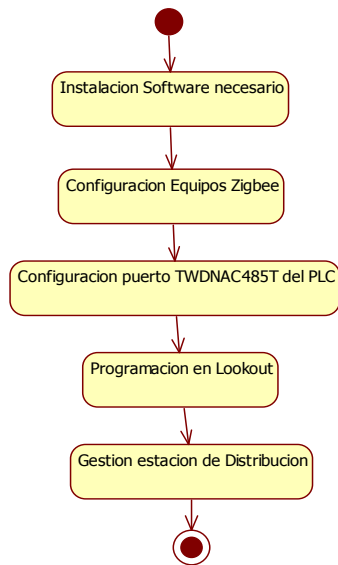 Instalacion Software necesario
Configuracion Equipos Zigbee
Configuracion puerto TWDNAC485T del PLC
Programacion en Lookout
Gestion estacion de Distribucion